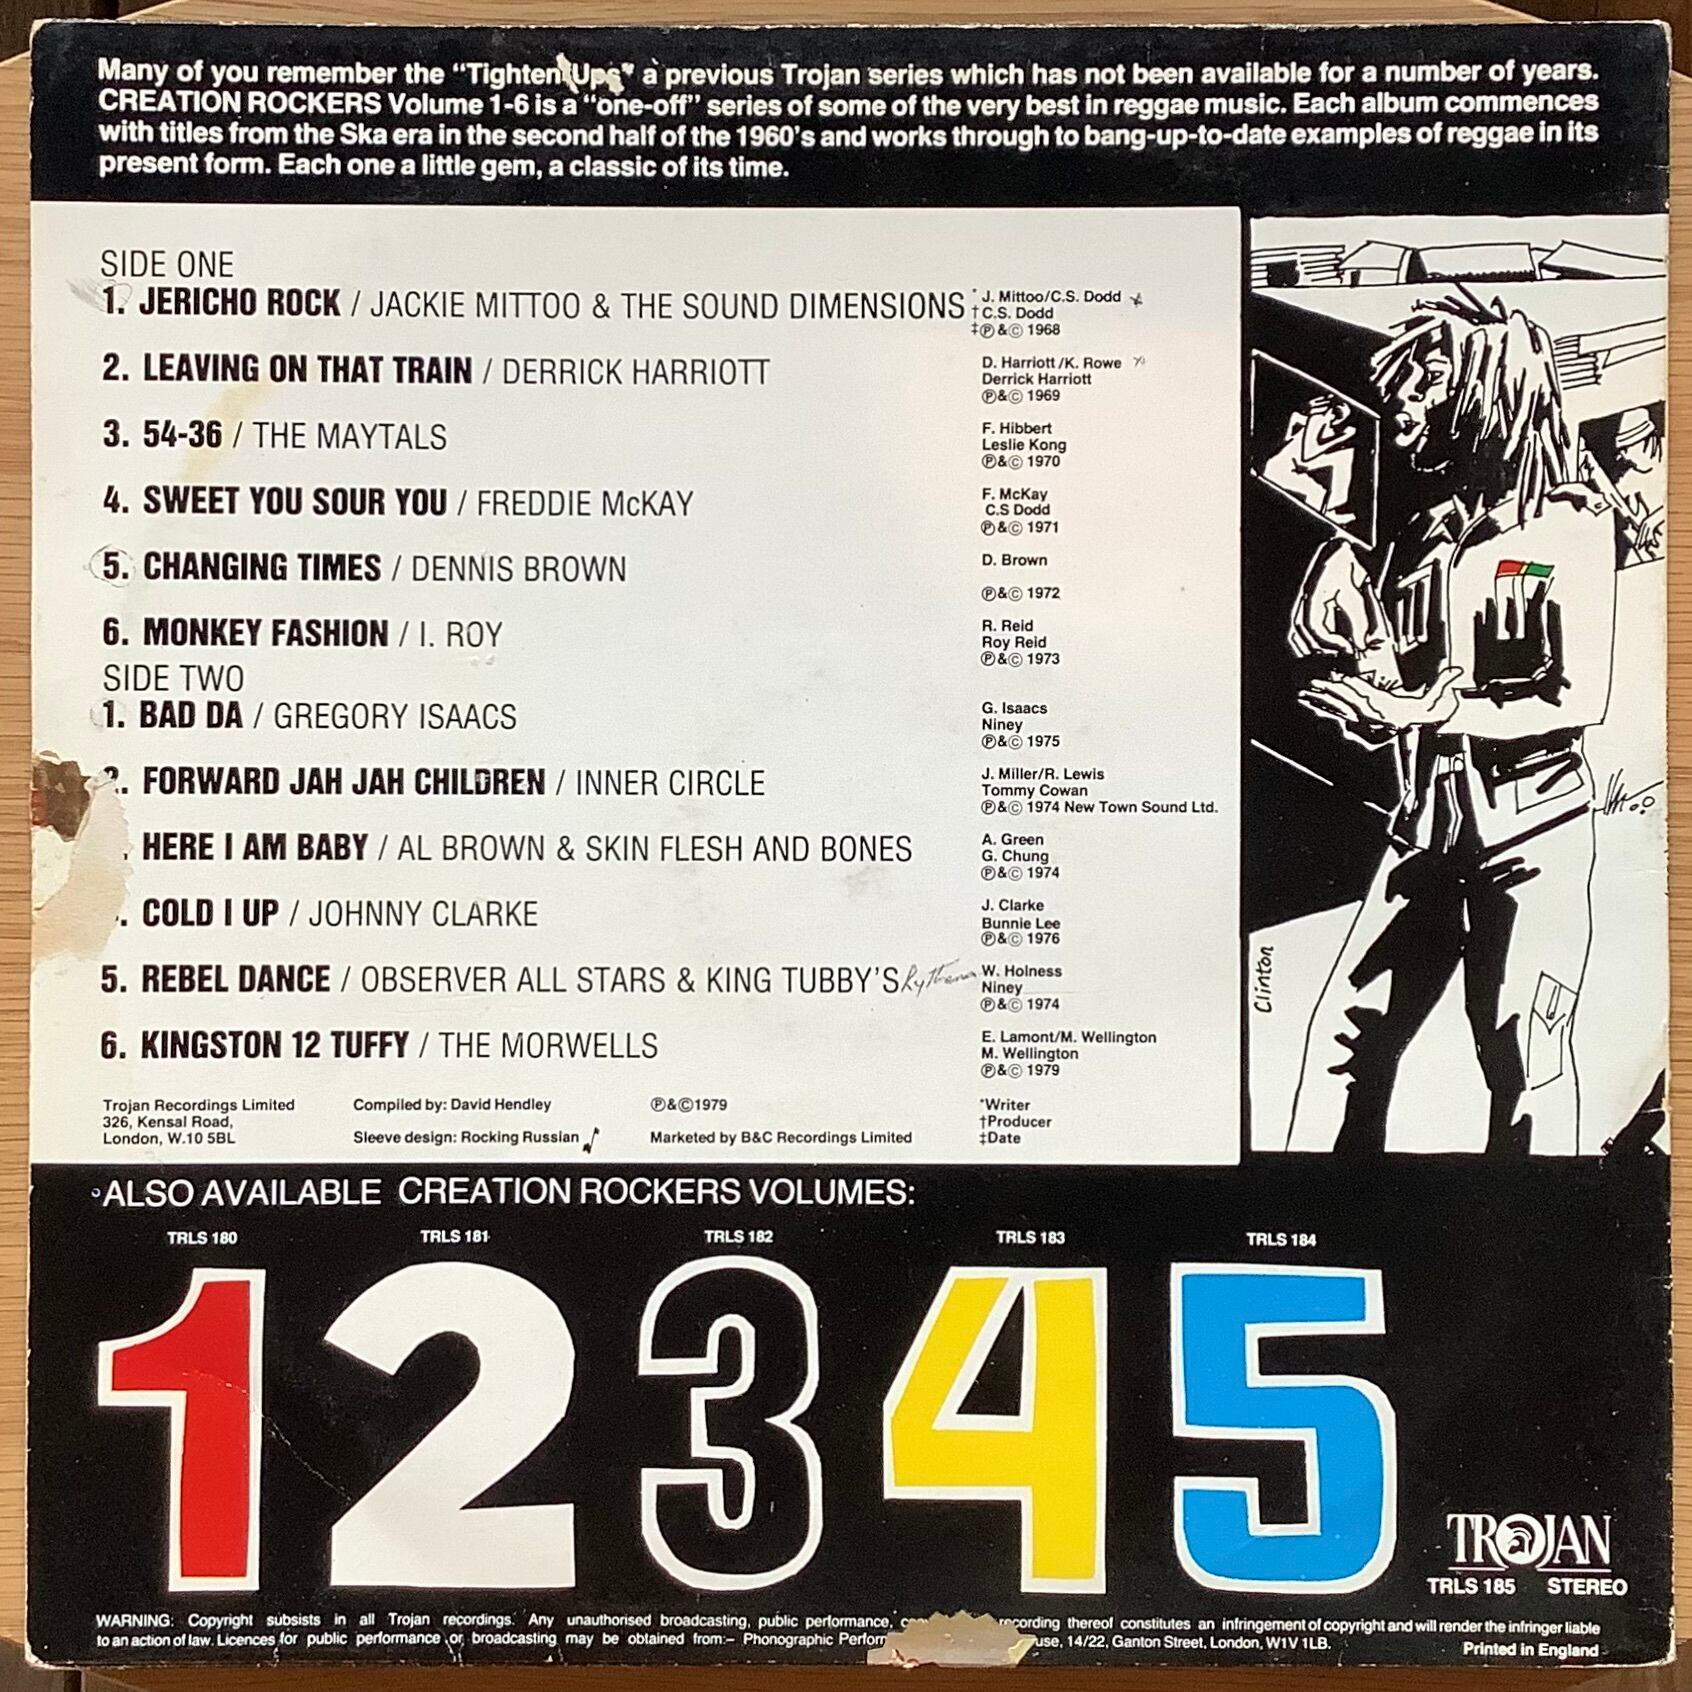 Many of you remember the "Tighten Ups" a previous Trojan series which has not been available for a number of years.
CREATION ROCKERS Volume 1-6 is a "one-off" series of some of the very best in reggae music. Each album commences
with titles from the Ska era in the second half of the 1960's and works through to bang-up-to-date examples of reggae in its
present form. Each one a little gem, a classic of its time.
SIDE ONE
1. JERICHO ROCK / JACKIE MITTOO & THE SOUND DIMENSIONS
* J. Mittoo/C.S. Dodd
† C.S. Dodd
‡ ℗&© 1968
2. LEAVING ON THAT TRAIN / DERRICK HARRIOTT
D. Harriott /K. Rowe
Derrick Harriott
℗&© 1969
3. 54-36 / THE MAYTALS
F. Hibbert
Leslie Kong
℗&© 1970
4. SWEET YOU SOUR YOU / FREDDIE McKAY
F. McKay
C.S Dodd
℗&© 1971
5. CHANGING TIMES / DENNIS BROWN
D. Brown
℗&© 1972
6. MONKEY FASHION / I. ROY
R. Reid
Roy Reid
℗&© 1973
SIDE TWO
1. BAD DA / GREGORY ISAACS
G. Isaacs
Niney
℗&© 1975
2. FORWARD JAH JAH CHILDREN / INNER CIRCLE
J. Miller/R. Lewis
Tommy Cowan
℗&© 1974 New Town Sound Ltd.
. HERE I AM BABY / AL BROWN & SKIN FLESH AND BONES
A. Green
G. Chung
℗&© 1974
. COLD I UP / JOHNNY CLARKE
J. Clarke
Bunnie Lee
℗&© 1976
5. REBEL DANCE / OBSERVER ALL STARS & KING TUBBY'S
W. Holness
Niney
℗&© 1974
6. KINGSTON 12 TUFFY / THE MORWELLS
E. Lamont/M. Wellington
M. Wellington
℗&© 1979
Clinton
Trojan Recordings Limited
326, Kensal Road,
London, W.10 5BL
Compiled by: David Hendley
Sleeve design: Rocking Russian
℗&©1979
Marketed by B&C Recordings Limited
*Writer
†Producer
‡Date
ALSO AVAILABLE CREATION ROCKERS VOLUMES:
TRLS 180 TRLS 181 TRLS 182 TRLS 183 TRLS 184
1 2 3 4 5
TROJAN
TRLS 185 STEREO
WARNING: Copyright subsists in all Trojan recordings. Any unauthorised broadcasting, public performance, recording thereof constitutes an infringement of copyright and will render the infringer liable
to an action of law. Licences for public performance or broadcasting may be obtained from:– Phonographic 14/22, Ganton Street, London, W1V 1LB.
Printed in England